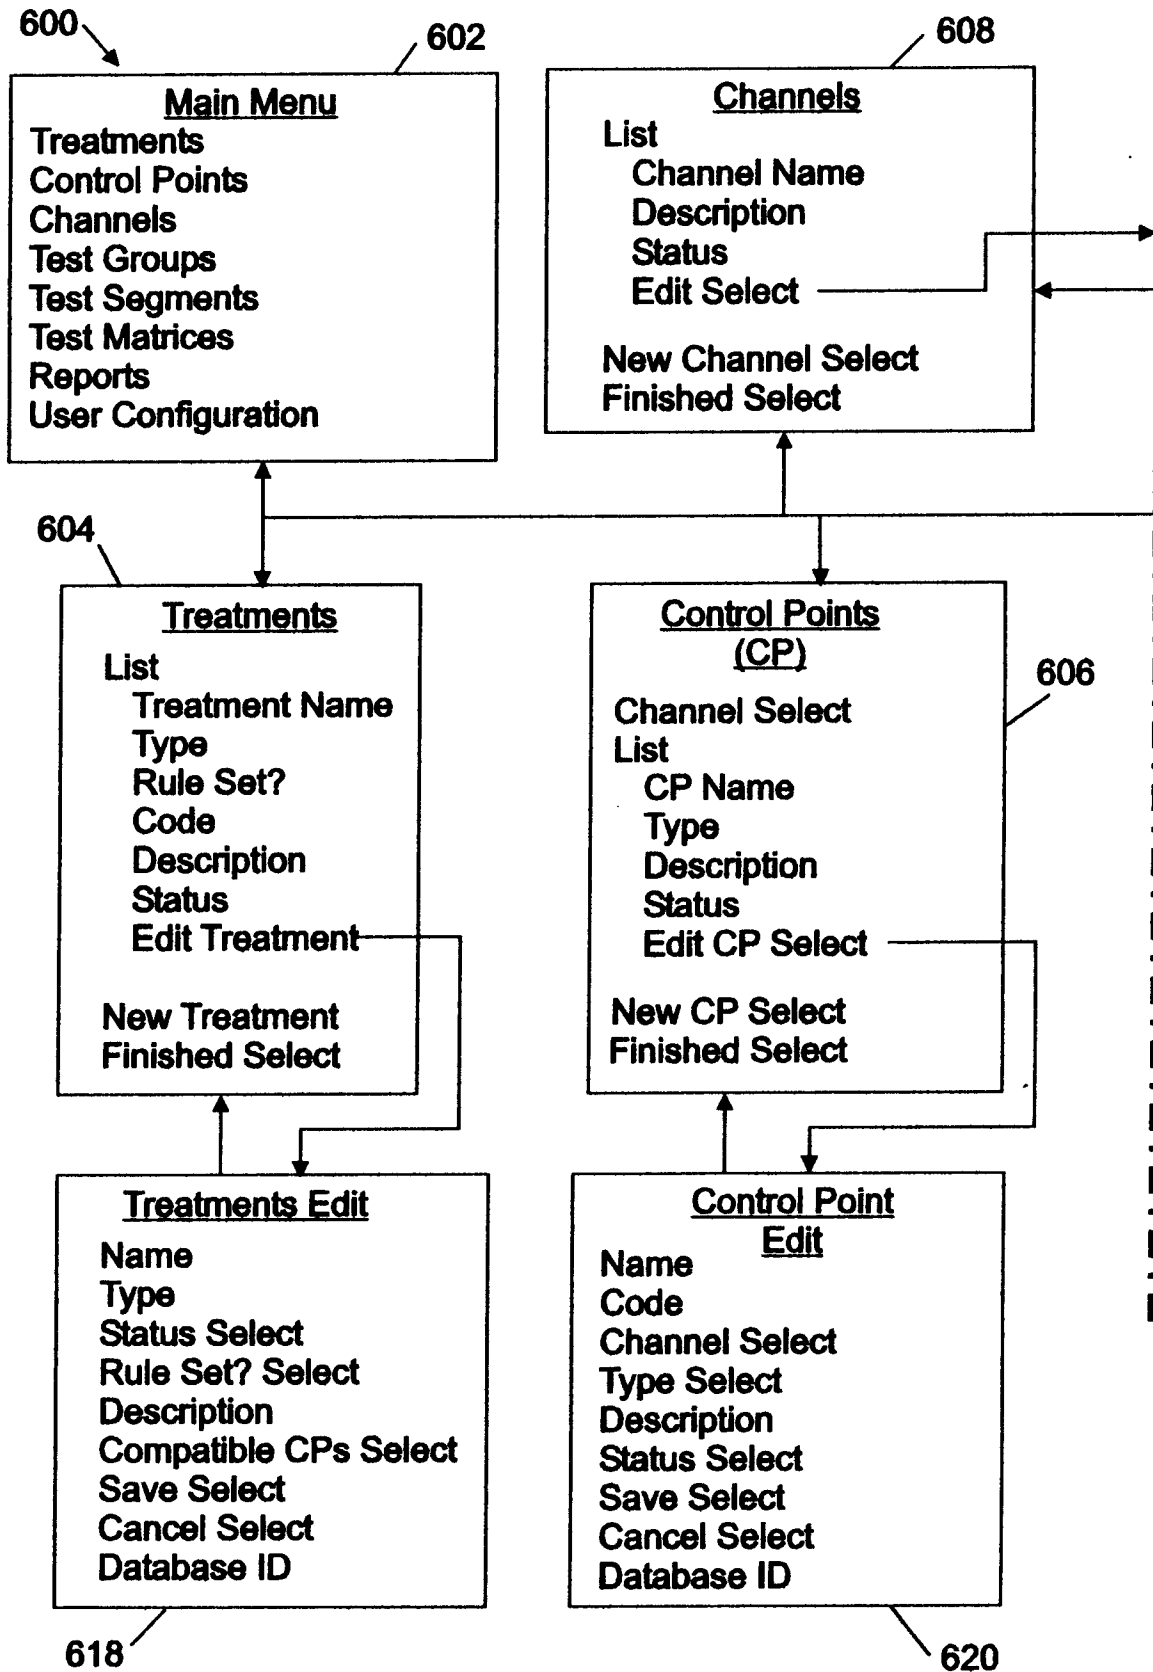 600
602
Main Menu
Treatments
Control Points
Channels
Test Groups
Test Segments
Test Matrices
Reports
User Configuration
608
Channels
List
Channel Name
Description
Status
Edit Select
New Channel Select
Finished Select
604
Treatments
List
Treatment Name
Type
Rule Set?
Code
Description
Status
Edit Treatment
New Treatment
Finished Select
606
Control Points
(CP)
Channel Select
List
CP Name
Type
Description
Status
Edit CP Select
New CP Select
Finished Select
Treatments Edit
Name
Type
Status Select
Rule Set? Select
Description
Compatible CPs Select
Save Select
Cancel Select
Database ID
618
Control Point
Edit
Name
Code
Channel Select
Type Select
Description
Status Select
Save Select
Cancel Select
Database ID
620